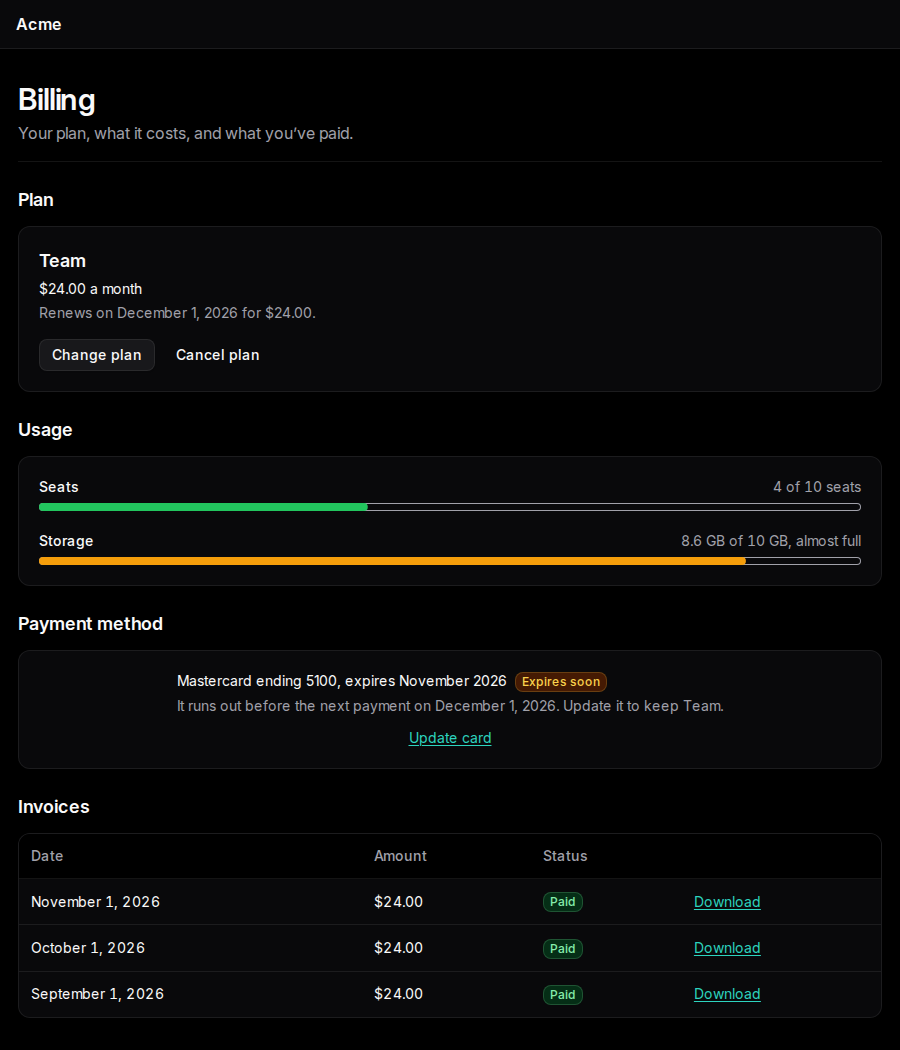 Acme
Billing
Your plan, what it costs, and what you’ve paid.
Plan
Team
$24.00 a month
Renews on December 1, 2026 for $24.00.
Change plan Cancel plan
Usage
Seats 4 of 10 seats
Storage 8.6 GB of 10 GB, almost full
Payment method
Mastercard ending 5100, expires November 2026 Expires soon
It runs out before the next payment on December 1, 2026. Update it to keep Team.
Update card
Invoices
Date Amount Status
November 1, 2026 $24.00 Paid Download
October 1, 2026 $24.00 Paid Download
September 1, 2026 $24.00 Paid Download